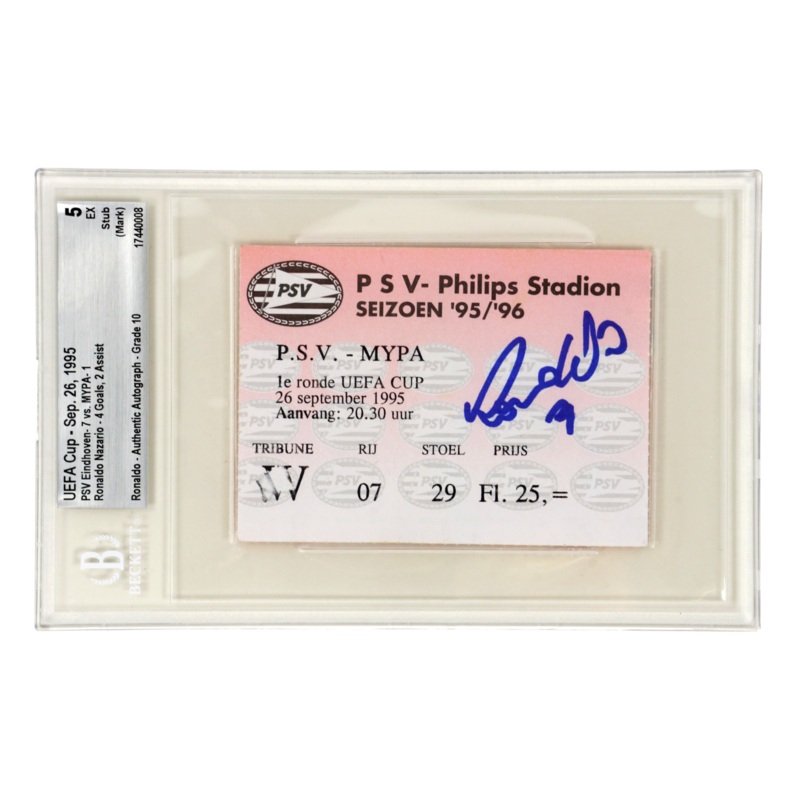 UEFA Cup - Sep. 26, 1995
PSV Eindhoven- 7 vs. MYPA- 1
Ronaldo Nazario - 4 Goals, 2 Assist
Ronaldo - Authentic Autograph - Grade 10
5
EX
Stub
(Mark)
17440008
B
BECKETT
PSV
P S V- Philips Stadion
SEIZOEN '95/'96
P.S.V. - MYPA
1e ronde UEFA CUP
26 september 1995
Aanvang: 20.30 uur
Ronaldo
TRIBUNE RIJ STOEL PRIJS
W 07 29 Fl. 25,=